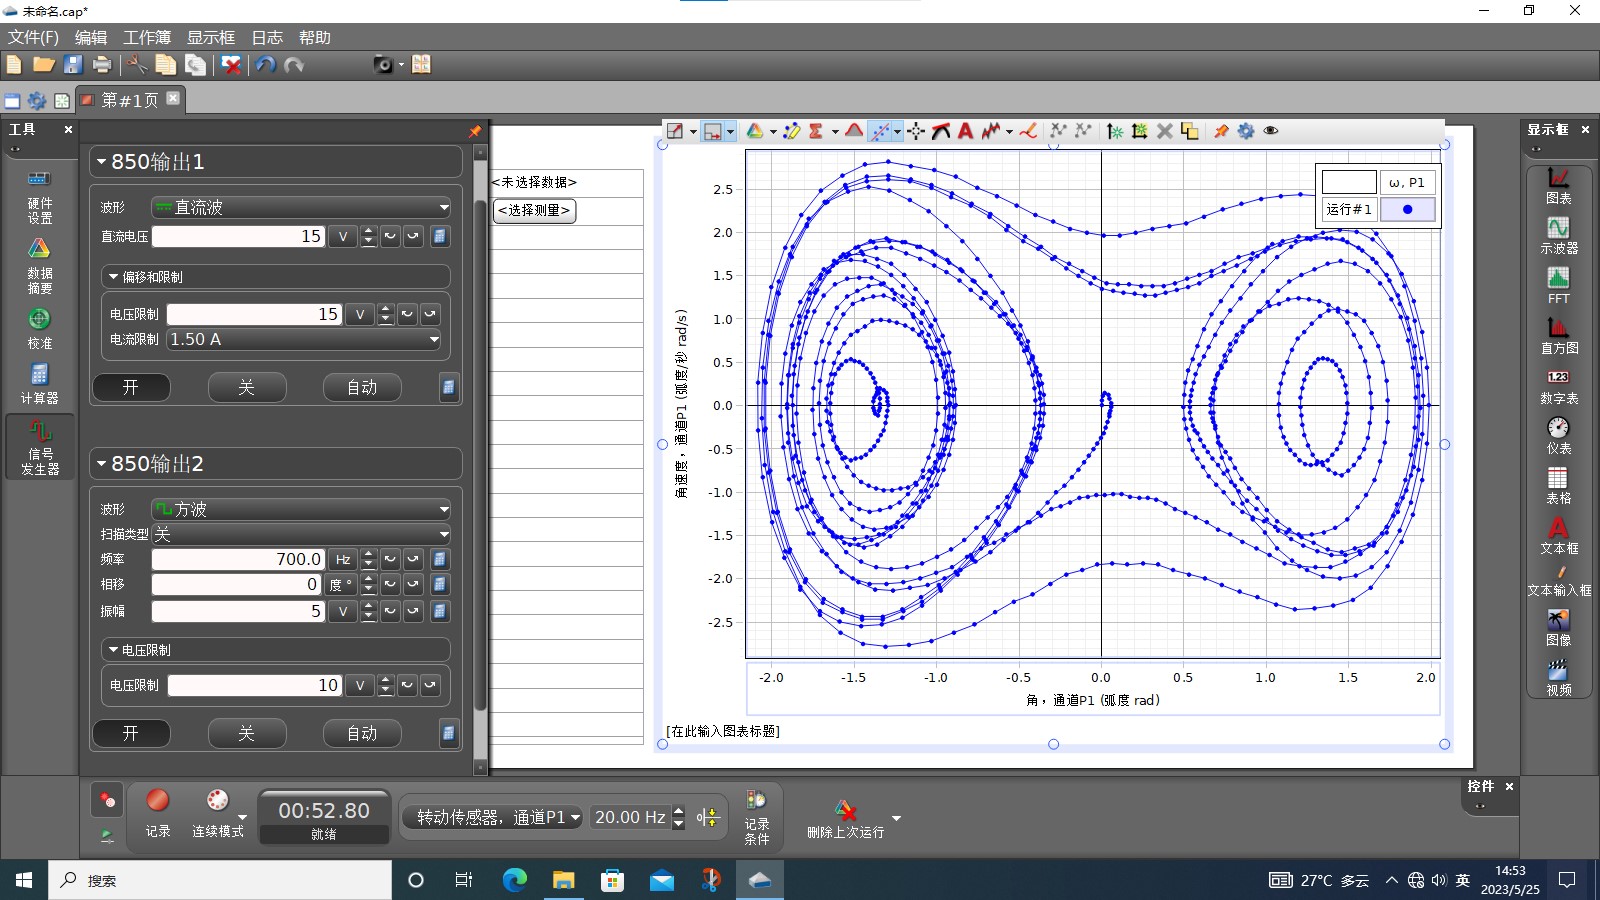 未命名.cap*
文件(F) 编辑 工作簿 显示框 日志 帮助
第#1页
工具
硬件
设置
数据
摘要
校准
计算器
信号
发生器
850输出1
波形 直流波
直流电压 15 V
偏移和限制
电压限制 15 V
电流限制 1.50 A
开 关 自动
850输出2
波形 方波
扫描类型 关
频率 700.0 Hz
相移 0 度 °
振幅 5 V
电压限制
电压限制 10 V
开 关 自动
<未选择数据>
<选择测量>
ω, P1
运行#1
角速度，通道P1 (弧度/秒 rad/s)
2.5
2.0
1.5
1.0
0.5
0.0
-0.5
-1.0
-1.5
-2.0
-2.5
-2.0 -1.5 -1.0 -0.5 0.0 0.5 1.0 1.5 2.0
角，通道P1 (弧度 rad)
[在此输入图表标题]
显示框
图表
示波器
FFT
直方图
1.23
数字表
仪表
表格
文本框
文本输入框
图像
视频
控件
记录
连续模式
00:52.80
就绪
转动传感器，通道P1
20.00 Hz
记录
条件
删除上次运行
搜索
27°C 多云
英
14:53
2023/5/25